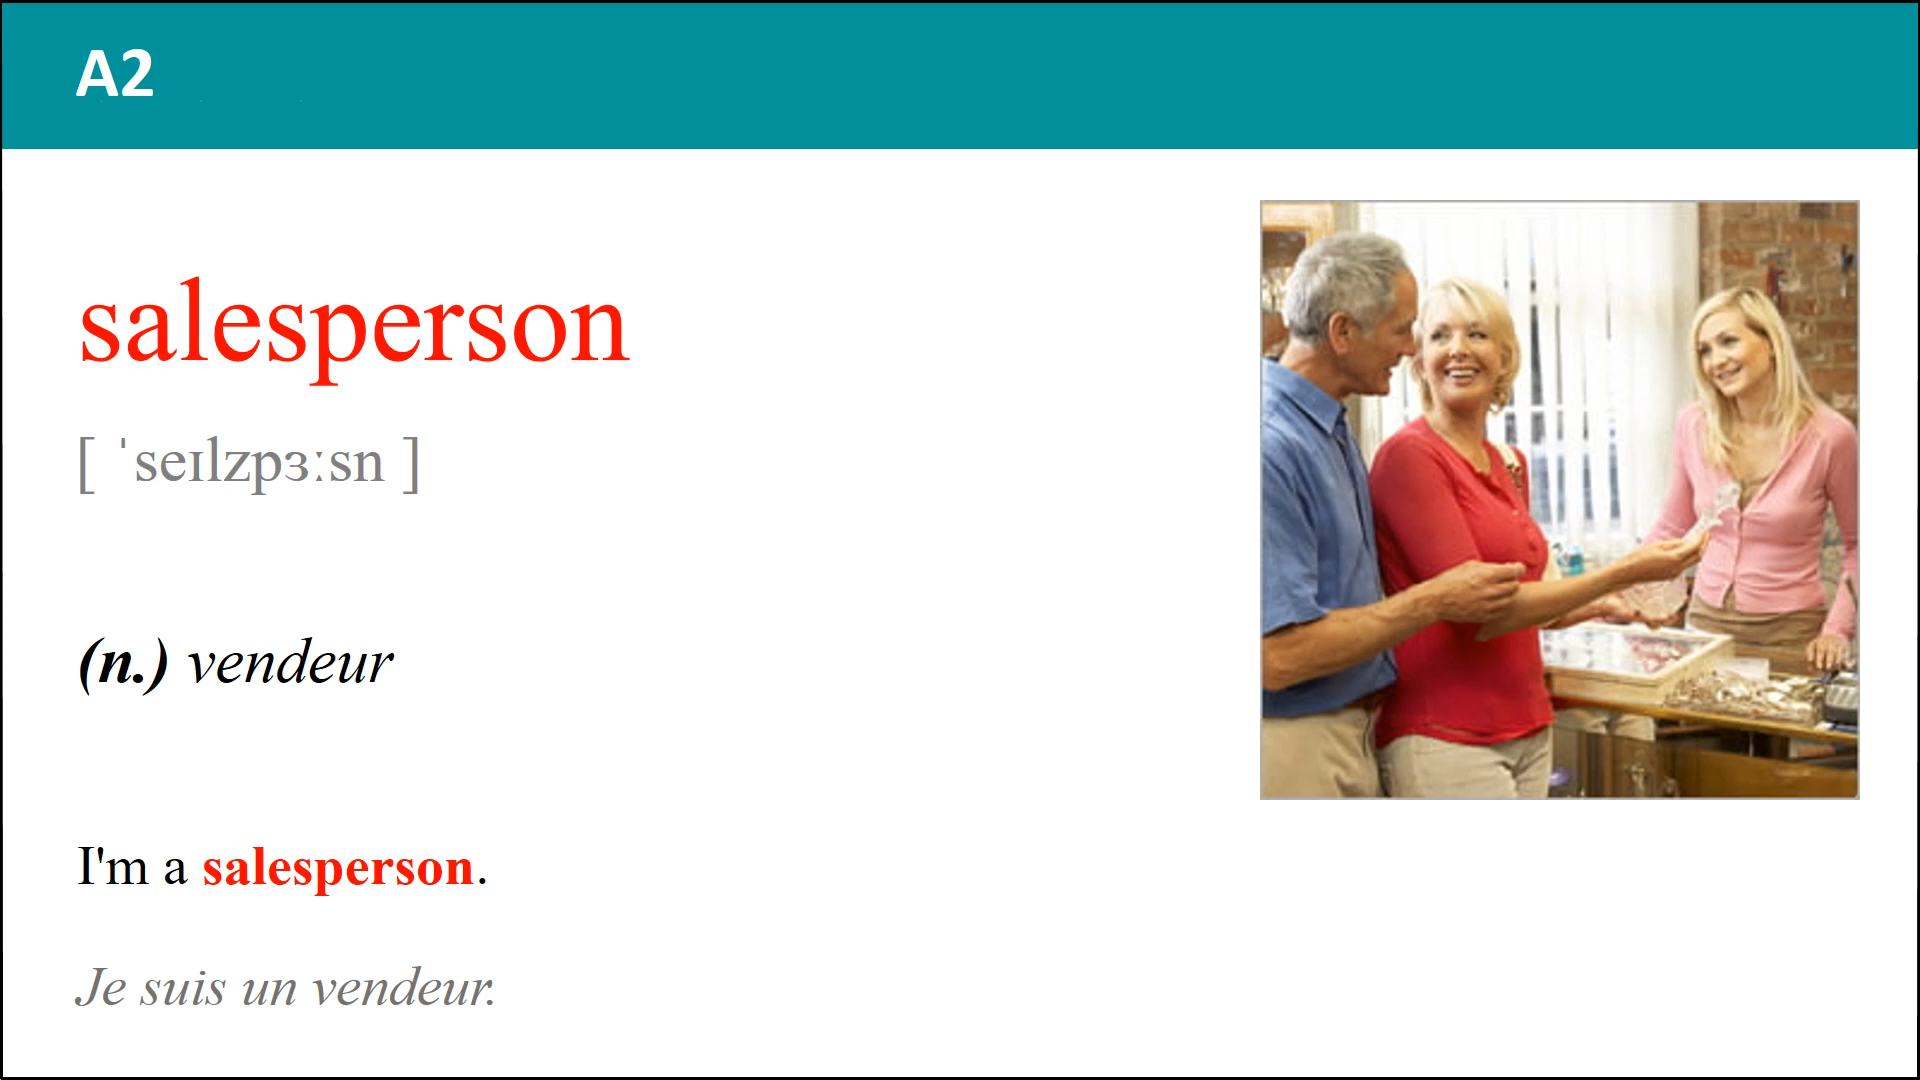 A2
salesperson
[ ˈseɪlzpɜːsn ]
(n.) vendeur
I'm a salesperson.
Je suis un vendeur.